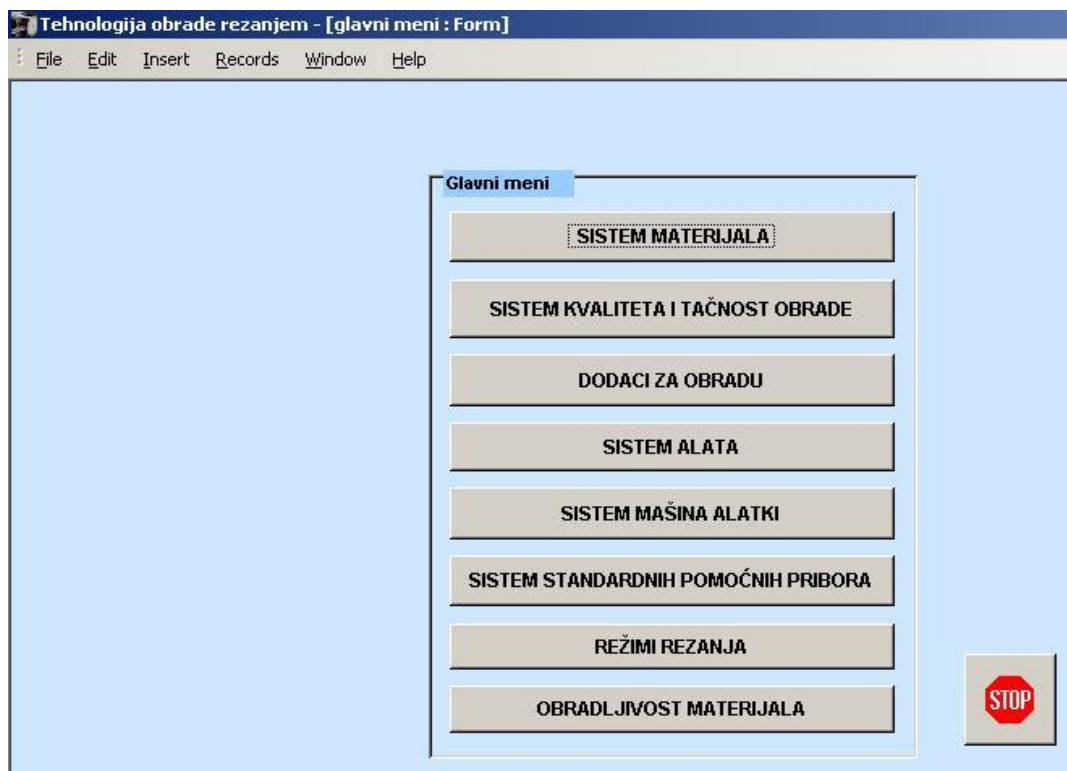 Tehnologija obrade rezanjem - [glavni meni : Form]
File Edit Insert Records Window Help
Glavni meni
SISTEM MATERIJALA
SISTEM KVALITETA I TAČNOST OBRADE
DODACI ZA OBRADU
SISTEM ALATA
SISTEM MAŠINA ALATKI
SISTEM STANDARDNIH POMOĆNIH PRIBORA
REŽIMI REZANJA
OBRADLJIVOST MATERIJALA
STOP